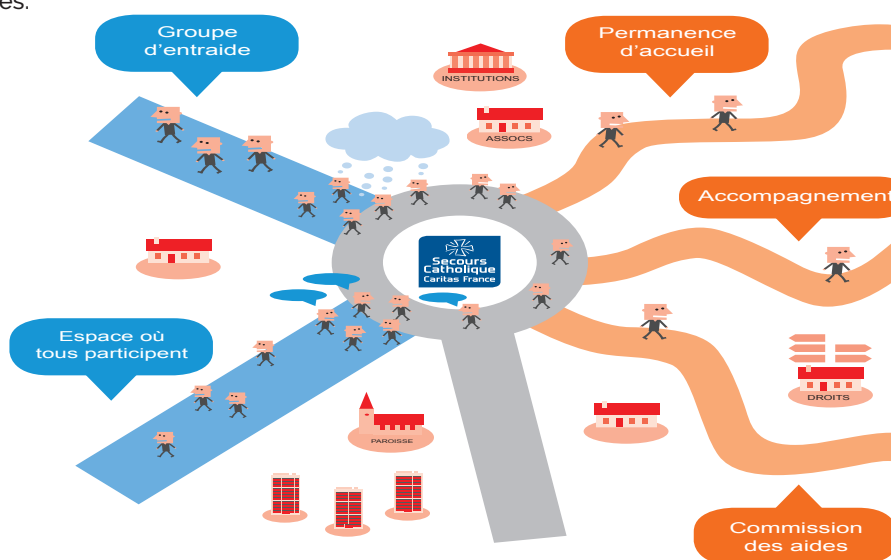 es.
Groupe
d’entraide
Permanence
d’accueil
INSTITUTIONS
ASSOCS
Accompagnement
Secours
Catholique
Caritas France
Espace où
tous participent
DROITS
PAROISSE
Commission
des aides